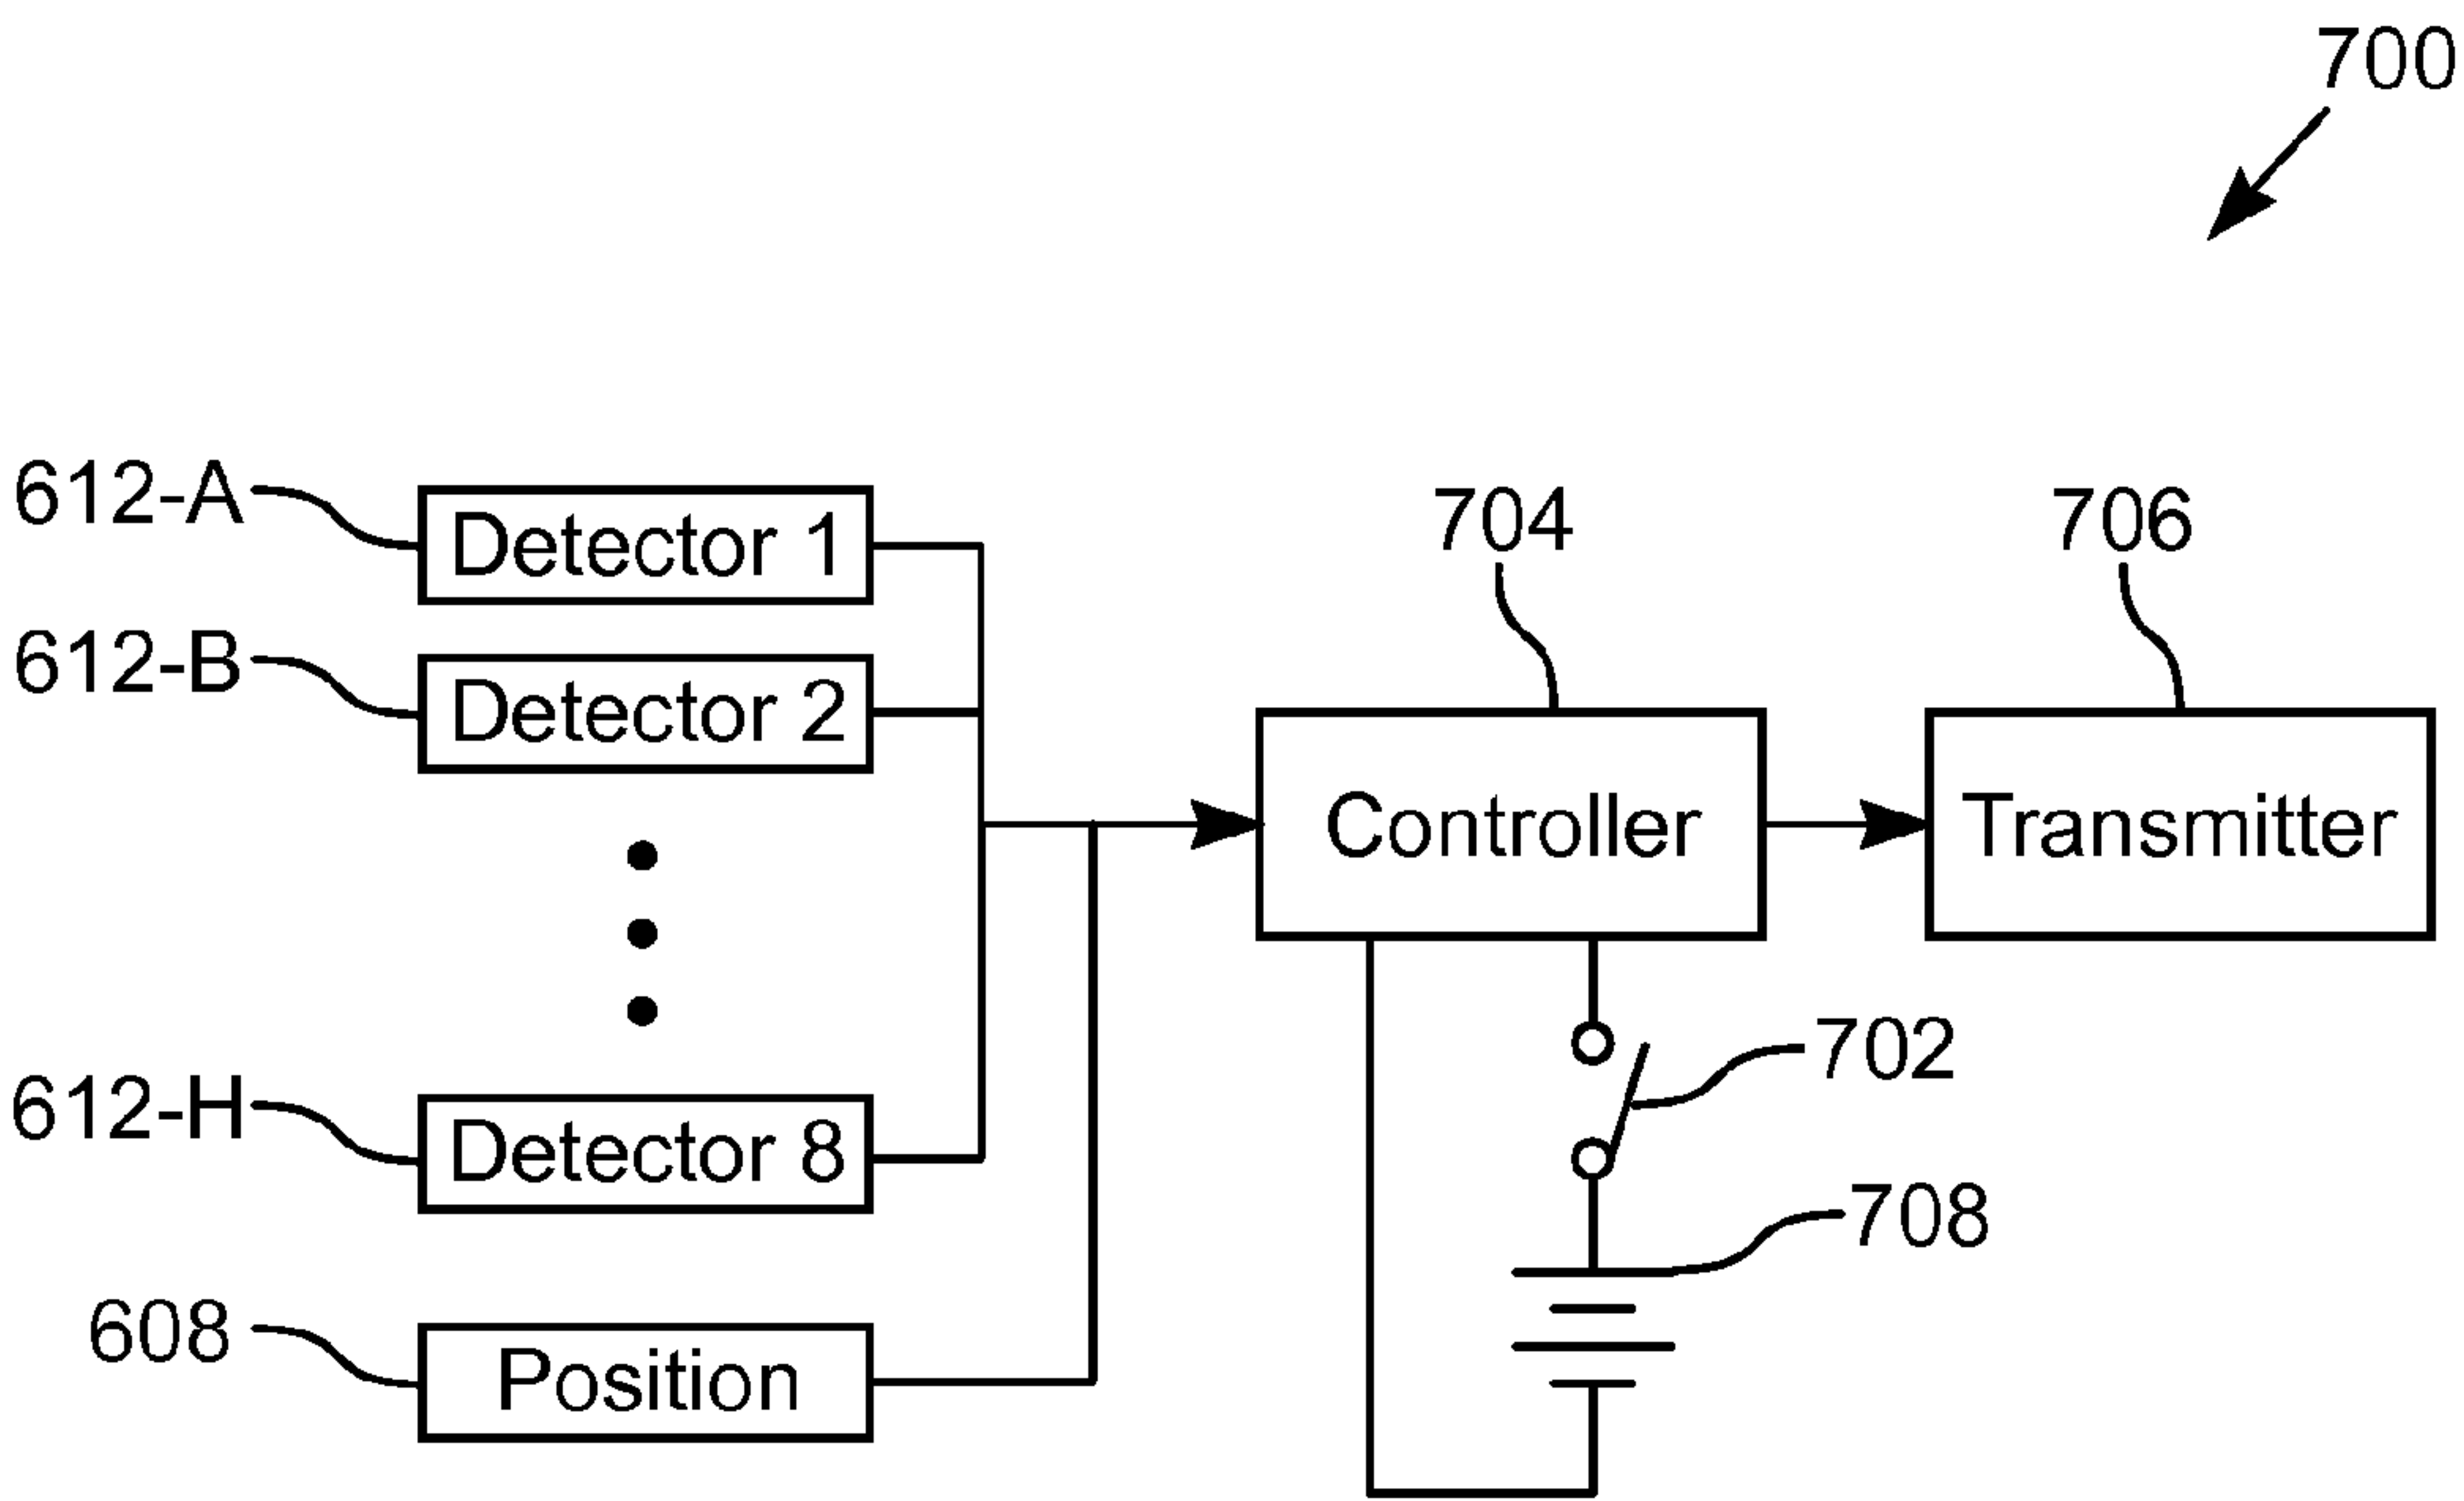 700
612-A
Detector 1
612-B
Detector 2
612-H
Detector 8
608
Position
704
Controller
706
Transmitter
702
708